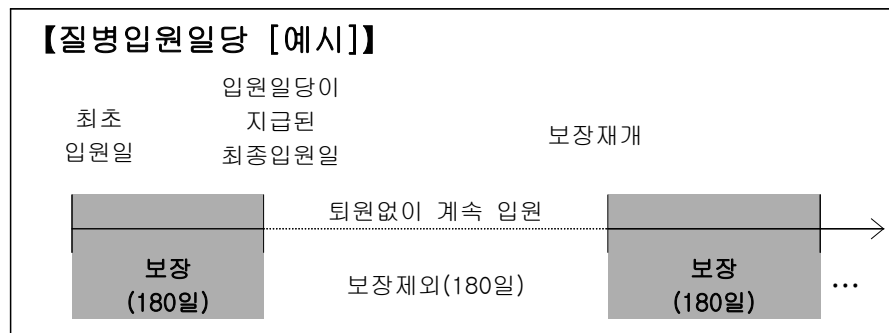 【질병입원일당 [예시]】
최초
입원일
입원일당이
지급된
최종입원일
보장재개
퇴원없이 계속 입원
보장
(180일)
보장제외(180일)
보장
(180일)
…